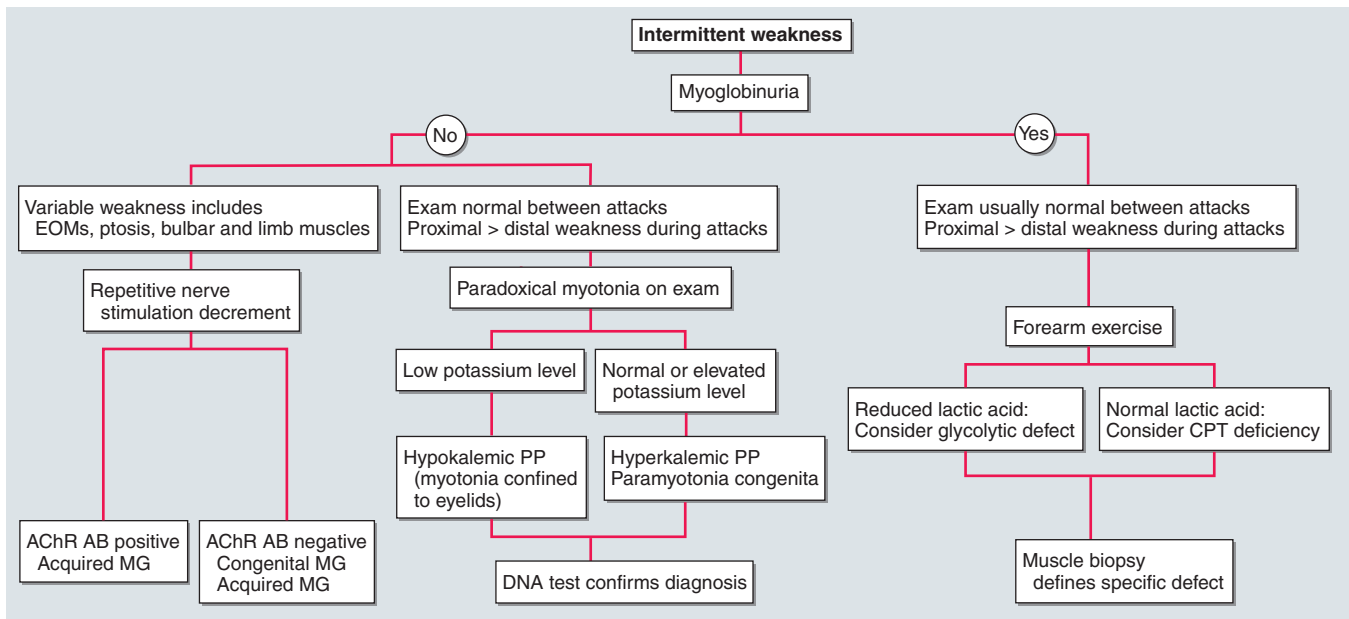 Intermittent weakness
Myoglobinuria
No
Yes
Variable weakness includes
EOMs, ptosis, bulbar and limb muscles
Exam normal between attacks
Proximal > distal weakness during attacks
Exam usually normal between attacks
Proximal > distal weakness during attacks
Repetitive nerve
stimulation decrement
Paradoxical myotonia on exam
Forearm exercise
Low potassium level
Normal or elevated
potassium level
Reduced lactic acid:
Consider glycolytic defect
Normal lactic acid:
Consider CPT deficiency
Hypokalemic PP
(myotonia confined
to eyelids)
Hyperkalemic PP
Paramyotonia congenita
AChR AB positive
Acquired MG
AChR AB negative
Congenital MG
Acquired MG
DNA test confirms diagnosis
Muscle biopsy
defines specific defect